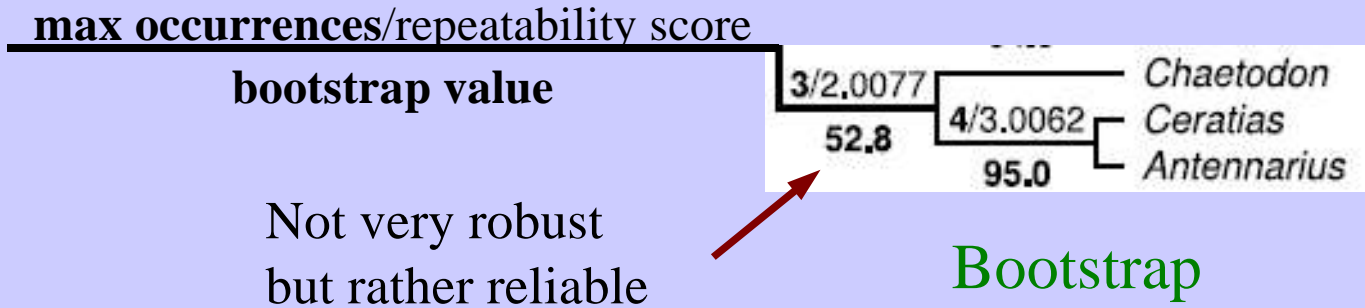 max occurrences/repeatability score
bootstrap value
3/2.0077
52.8
4/3.0062
95.0
Chaetodon
Ceratias
Antennarius
Not very robust
but rather reliable
Bootstrap